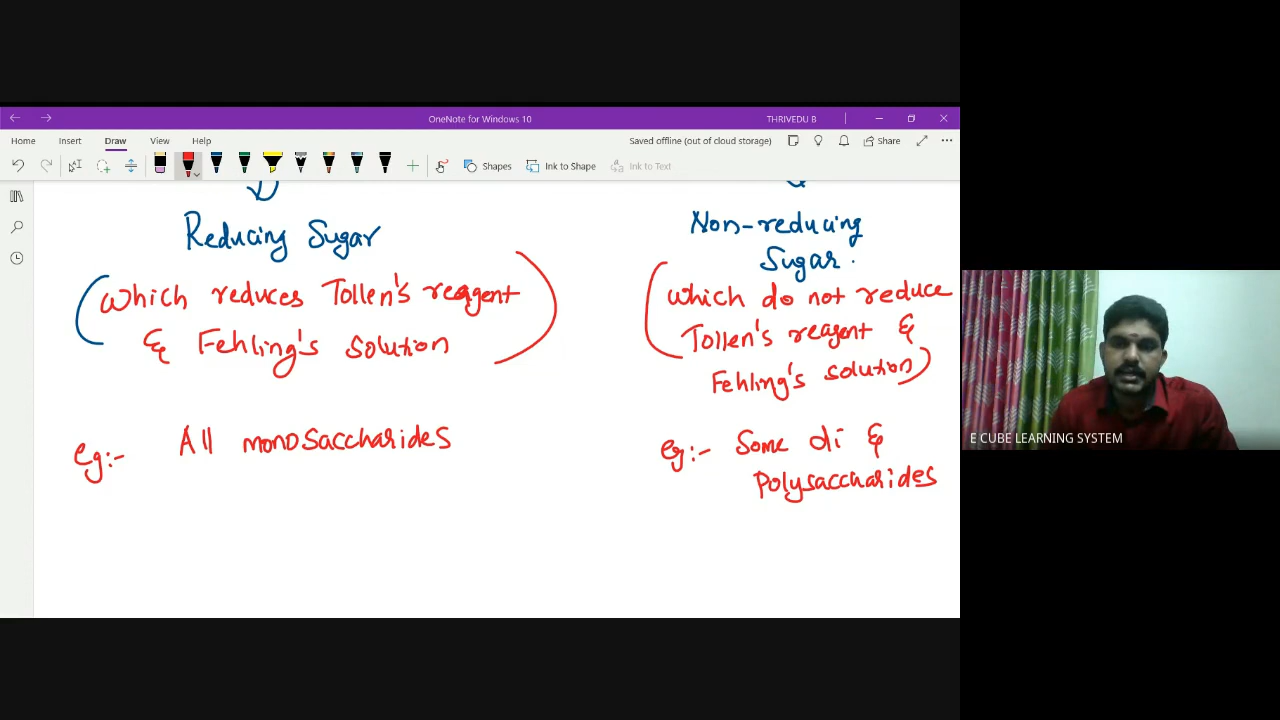 OneNote for Windows 10
THRIVEDU B
Home Insert Draw View Help
Saved offline (out of cloud storage)
Share
Shapes
Ink to Shape
Ink to Text
Reducing Sugar
(which reduces Tollen's reagent
& Fehling's solution)
eg:- All monosaccharides
Non-reducing
Sugar.
(which do not reduce
Tollen's reagent &
Fehling's solution)
eg:- Some di &
Polysaccharides
E CUBE LEARNING SYSTEM